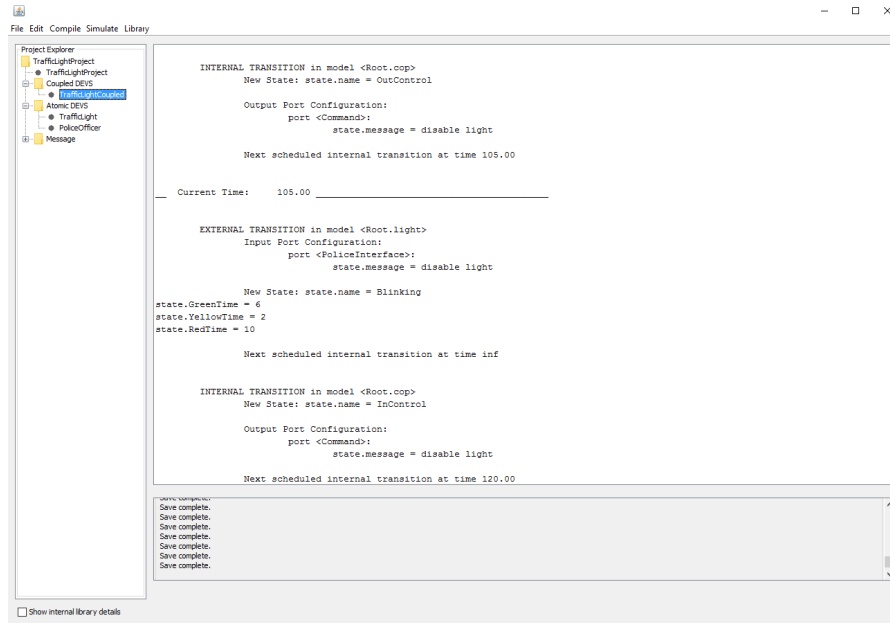 File Edit Compile Simulate Library
Project Explorer
TrafficLightProject
TrafficLightProject
Coupled DEVS
TrafficLightCoupled
Atomic DEVS
TrafficLight
PoliceOfficer
Message
INTERNAL TRANSITION in model <Root.cop>
New State: state.name = OutControl
Output Port Configuration:
port <Command>:
state.message = disable light
Next scheduled internal transition at time 105.00
__ Current Time: 105.00 __________________________________________
EXTERNAL TRANSITION in model <Root.light>
Input Port Configuration:
port <PoliceInterface>:
state.message = disable light
New State: state.name = Blinking
state.GreenTime = 6
state.YellowTime = 2
state.RedTime = 10
Next scheduled internal transition at time inf
INTERNAL TRANSITION in model <Root.cop>
New State: state.name = InControl
Output Port Configuration:
port <Command>:
state.message = disable light
Next scheduled internal transition at time 120.00
Save complete.
Save complete.
Save complete.
Save complete.
Save complete.
Save complete.
Save complete.
Save complete.
Show internal library details